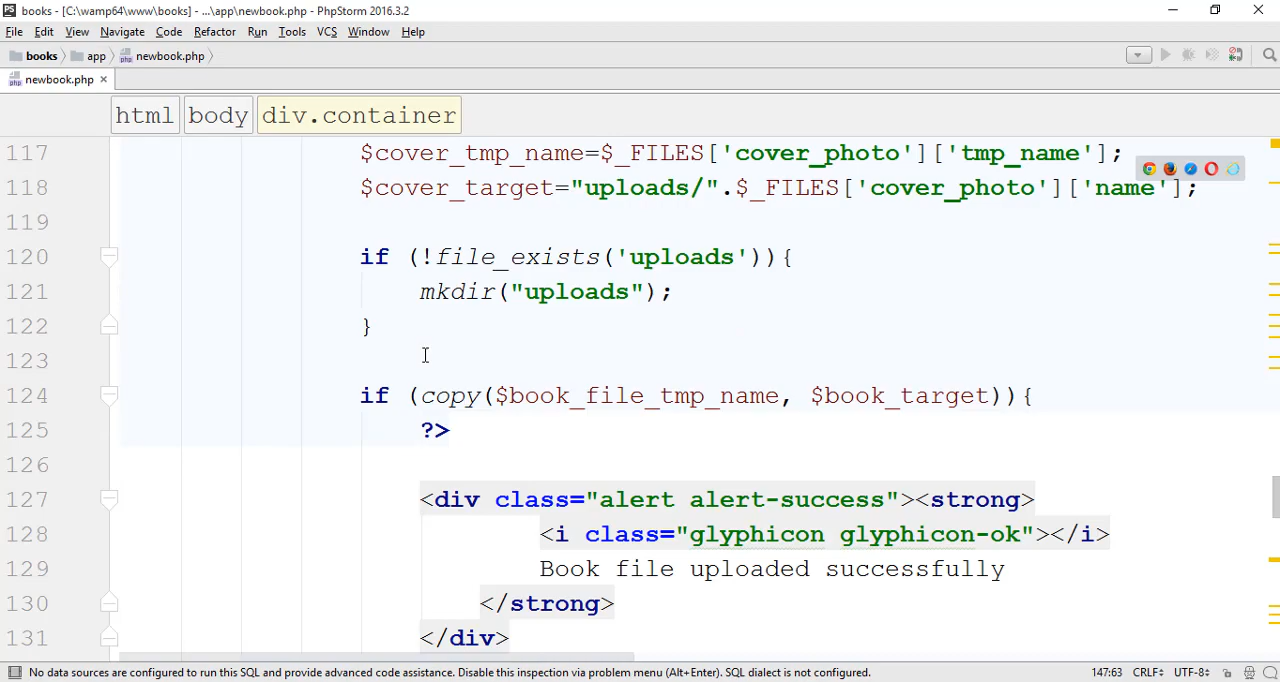 PS books - [C:\wamp64\www\books] - ...\app\newbook.php - PhpStorm 2016.3.2
File Edit View Navigate Code Refactor Run Tools VCS Window Help
books app php newbook.php
php newbook.php ×
html body div.container
117 $cover_tmp_name=$_FILES['cover_photo']['tmp_name'];
118 $cover_target="uploads/".$_FILES['cover_photo']['name'];
119
120 if (!file_exists('uploads')){
121 mkdir("uploads");
122 }
123
124 if (copy($book_file_tmp_name, $book_target)){
125 ?>
126
127 <div class="alert alert-success"><strong>
128 <i class="glyphicon glyphicon-ok"></i>
129 Book file uploaded successfully
130 </strong>
131 </div>
No data sources are configured to run this SQL and provide advanced code assistance. Disable this inspection via problem menu (Alt+Enter). SQL dialect is not configured. 147:63 CRLF÷ UTF-8÷